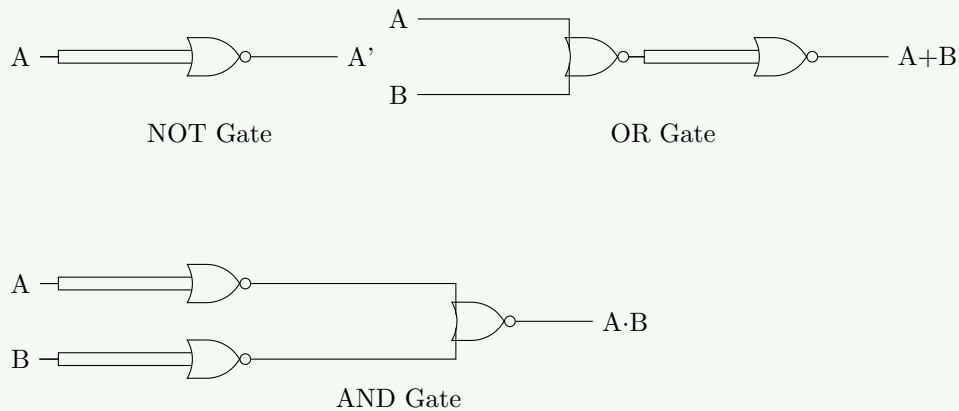 A
A'
NOT Gate
A
B
A+B
OR Gate
A
B
A·B
AND Gate